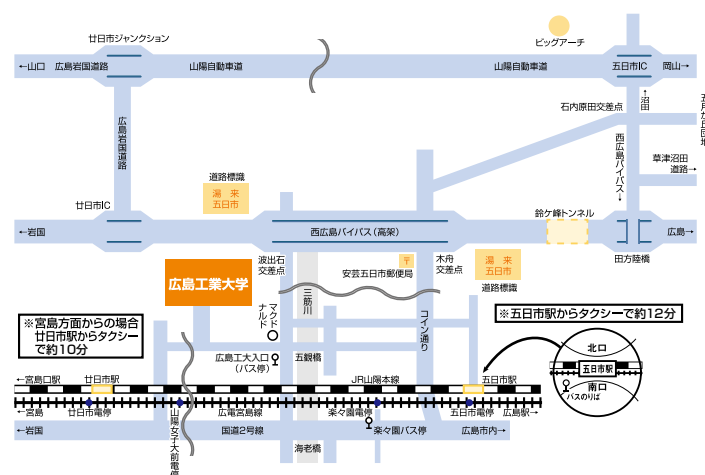 ビッグアーチ
廿日市ジャンクション
←山口
広島岩国道路
山陽自動車道
山陽自動車道
五日市IC
岡山→
←沼田
五月が丘団地
石内原田交差点
広島岩国道路
西広島バイパス→
草津沼田
道路→
道路標識
湯 来
五日市
廿日市IC
鈴ケ峰トンネル
←岩国
西広島バイパス(高架)
広島→
田方陸橋
波出石
交差点
安芸五日市郵便局
〒
木舟
交差点
湯 来
五日市
道路標識
広島工業大学
三筋川
マクド
ナルド
コイン通り
※宮島方面からの場合
廿日市駅からタクシー
で約10分
※五日市駅からタクシーで約12分
広島工大入口
(バス停)
五観橋
北口
五日市駅
南口
バスのりば
←宮島口駅
廿日市駅
JR山陽本線
五日市駅
←宮島
廿日市電停
山陽女子大前電停
広電宮島線
楽々園電停
五日市電停
広島駅→
←岩国
国道2号線
海老橋
楽々園バス停
広島市内→